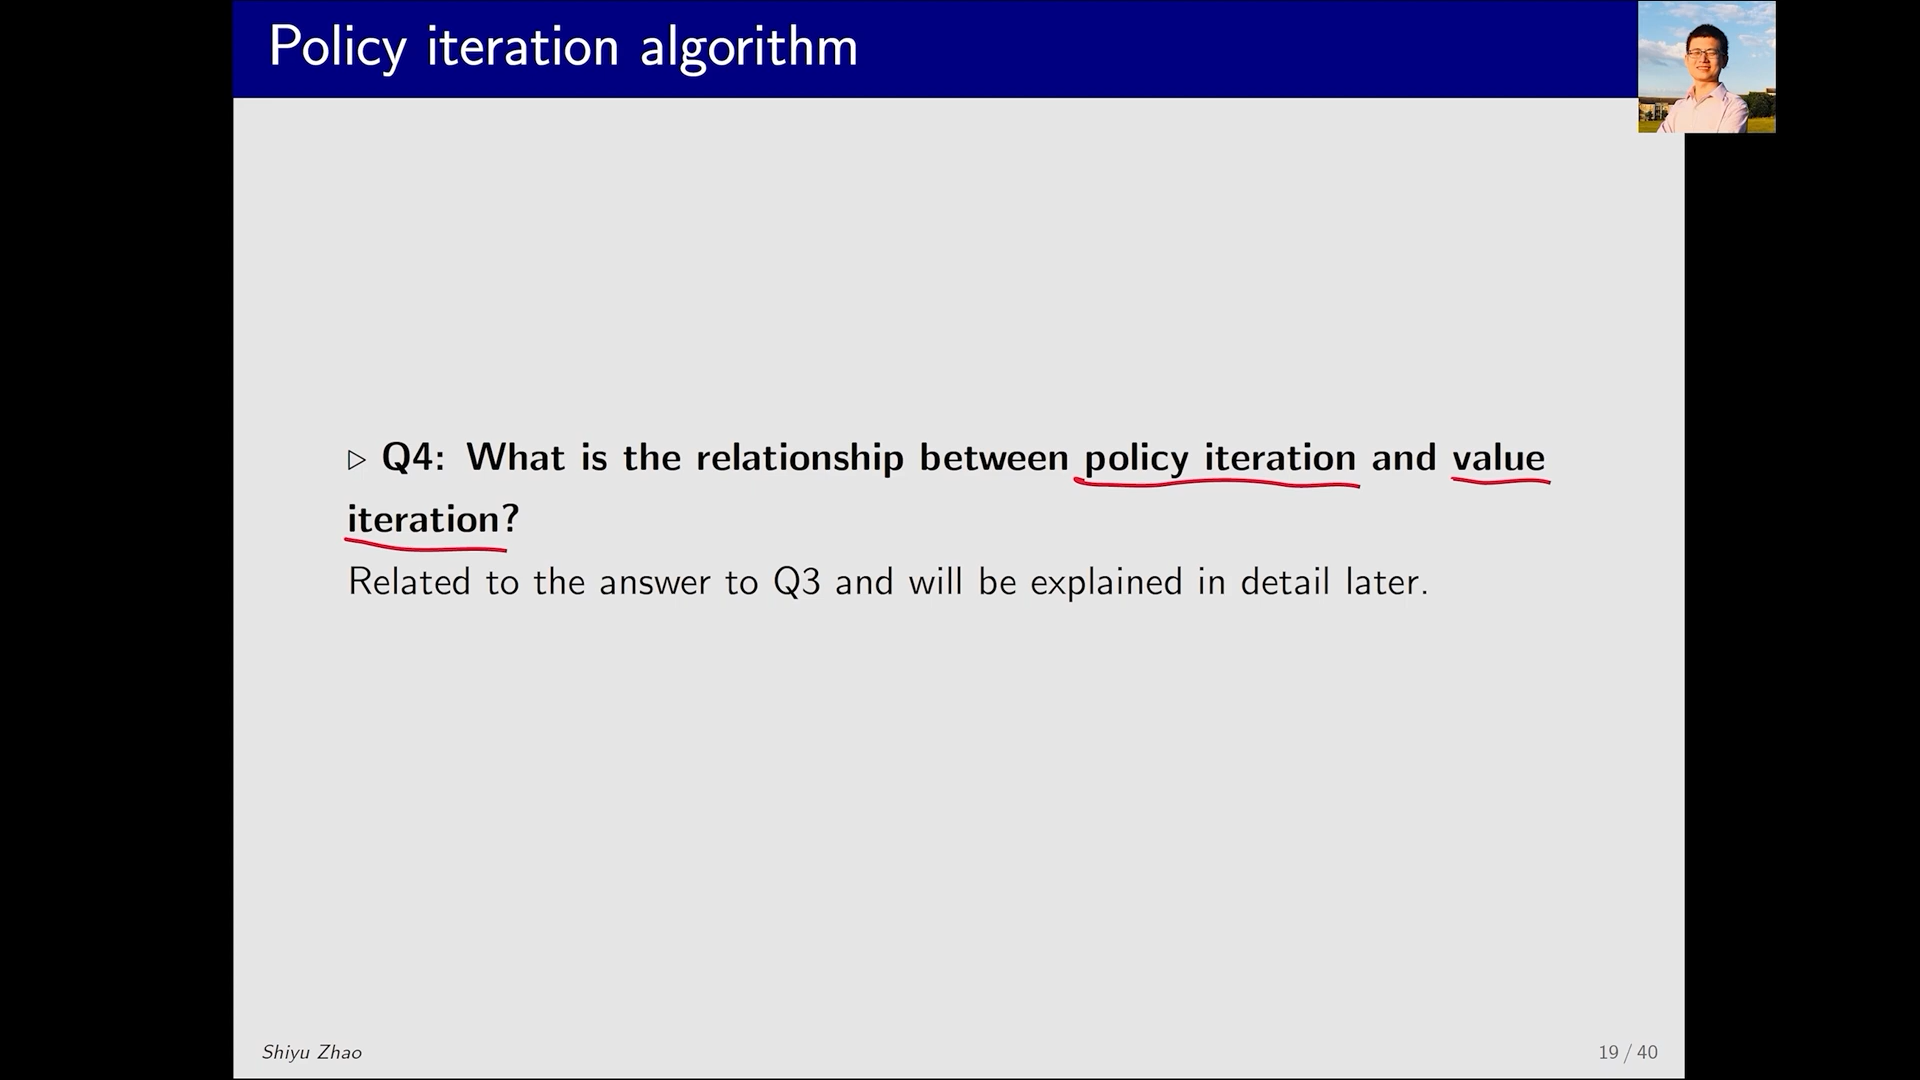 Policy iteration algorithm
▷ Q4: What is the relationship between policy iteration and value
iteration?
Related to the answer to Q3 and will be explained in detail later.
Shiyu Zhao
19 / 40